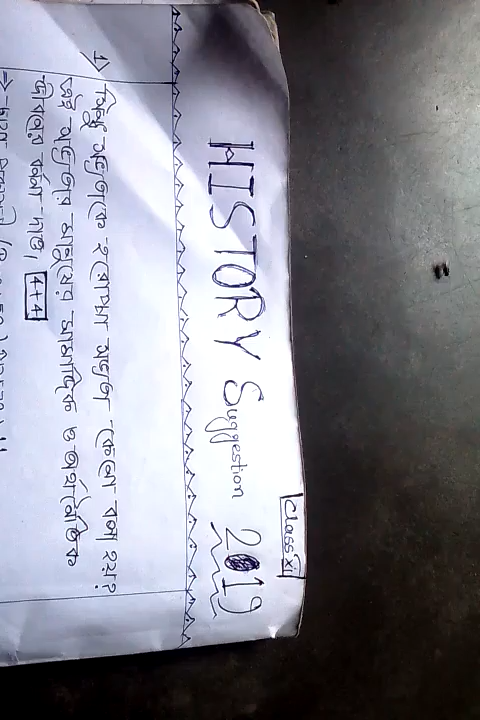 Class XI
HISTORY Suggestion 2019
1) সিন্ধু সভ্যতাকে হরোপ্পা সভ্যতা কেনো বলা হয়?
এই সভ্যতার মানুষের সামাজিক ও অর্থনৈতিক
জীবনের বর্ণনা দাও, 4+4